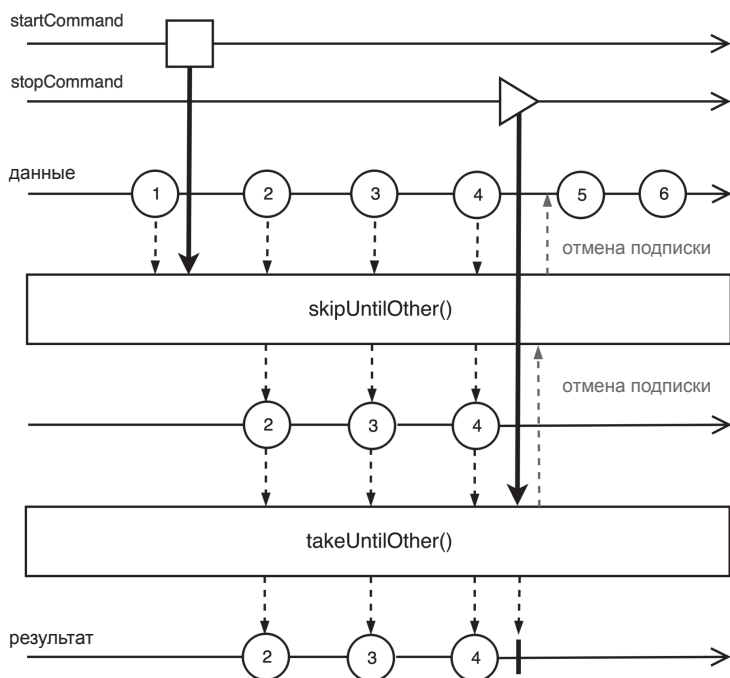 startCommand
stopCommand
данные
1 2 3 4 5 6
отмена подписки
skipUntilOther()
отмена подписки
2 3 4
takeUntilOther()
результат
2 3 4